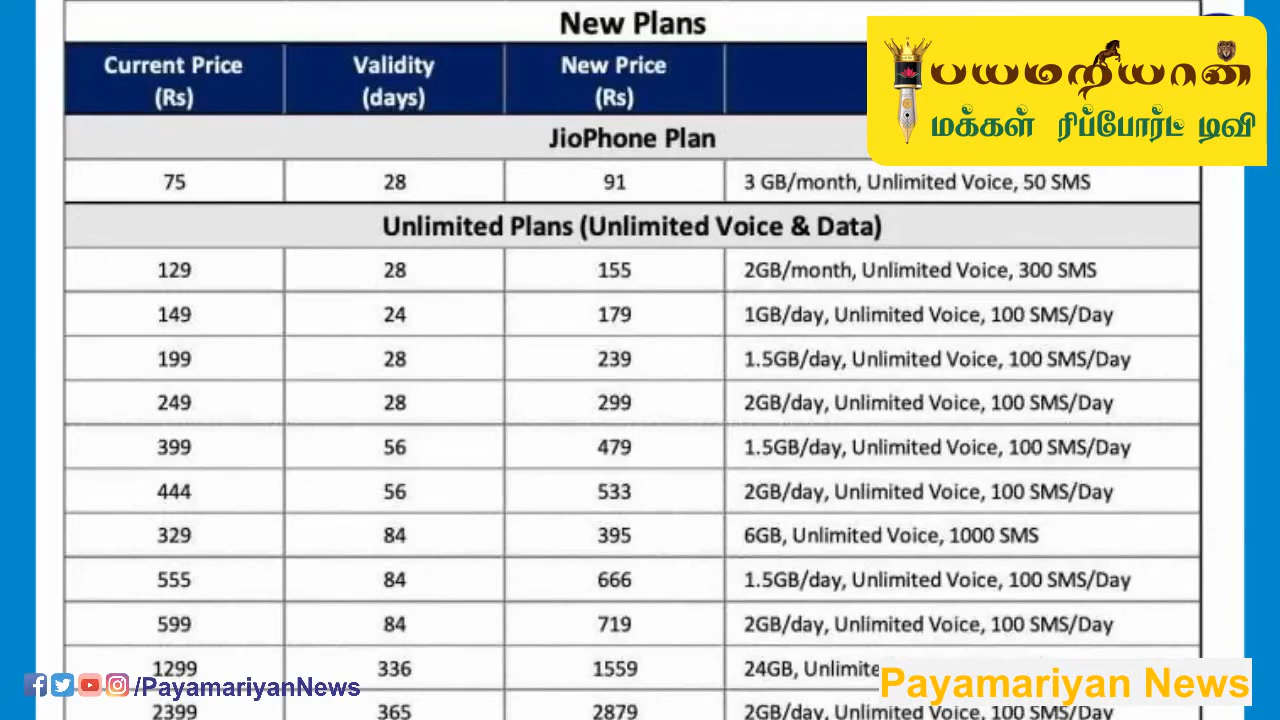 New Plans
Current Price (Rs) Validity (days) New Price (Rs)
பயமறியான்
மக்கள் ரிப்போர்ட் டிவி
JioPhone Plan
75 28 91 3 GB/month, Unlimited Voice, 50 SMS
Unlimited Plans (Unlimited Voice & Data)
129 28 155 2GB/month, Unlimited Voice, 300 SMS
149 24 179 1GB/day, Unlimited Voice, 100 SMS/Day
199 28 239 1.5GB/day, Unlimited Voice, 100 SMS/Day
249 28 299 2GB/day, Unlimited Voice, 100 SMS/Day
399 56 479 1.5GB/day, Unlimited Voice, 100 SMS/Day
444 56 533 2GB/day, Unlimited Voice, 100 SMS/Day
329 84 395 6GB, Unlimited Voice, 1000 SMS
555 84 666 1.5GB/day, Unlimited Voice, 100 SMS/Day
599 84 719 2GB/day, Unlimited Voice, 100 SMS/Day
1299 336 1559 24GB,
/PayamariyanNews
Payamariyan News
2399 365 2879 2GB/day, Unlimited Voice, 100 SMS/Day